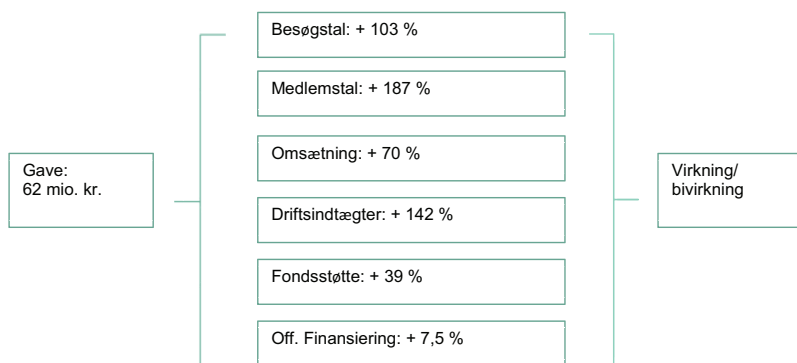 Besøgstal: + 103 %
Medlemstal: + 187 %
Omsætning: + 70 %
Gave:
62 mio. kr.
Virkning/
bivirkning
Driftsindtægter: + 142 %
Fondsstøtte: + 39 %
Off. Finansiering: + 7,5 %